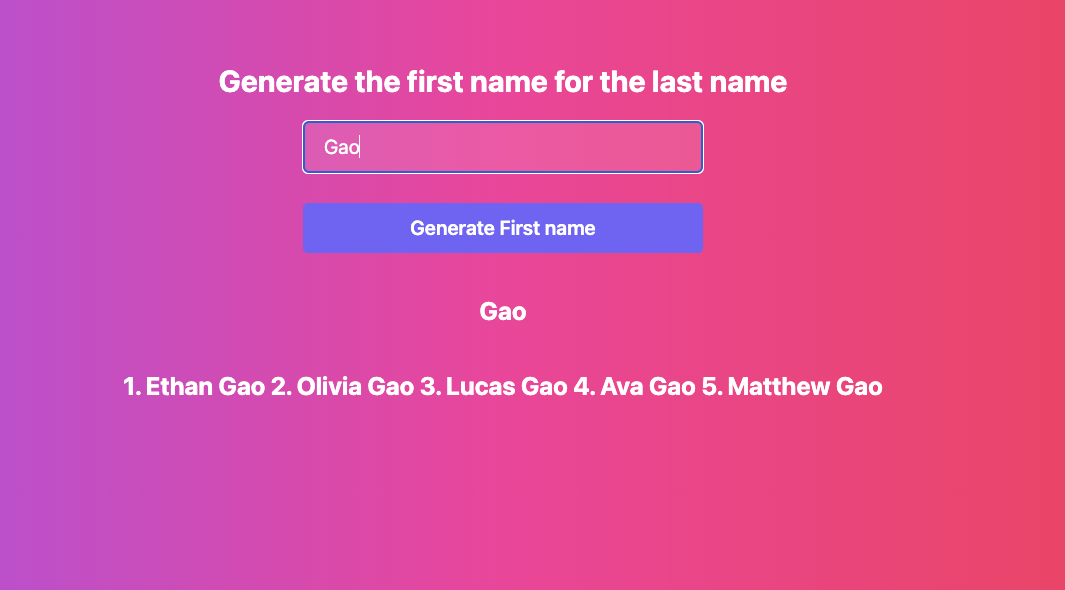 Generate the first name for the last name
Gao
Generate First name
Gao
1. Ethan Gao 2. Olivia Gao 3. Lucas Gao 4. Ava Gao 5. Matthew Gao